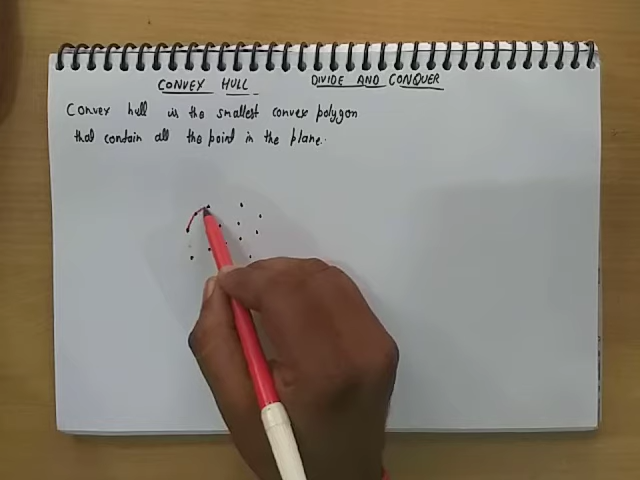 CONVEX HULL DIVIDE AND CONQUER
Convex hull is the smallest convex polygon
that contain all the point in the plane.